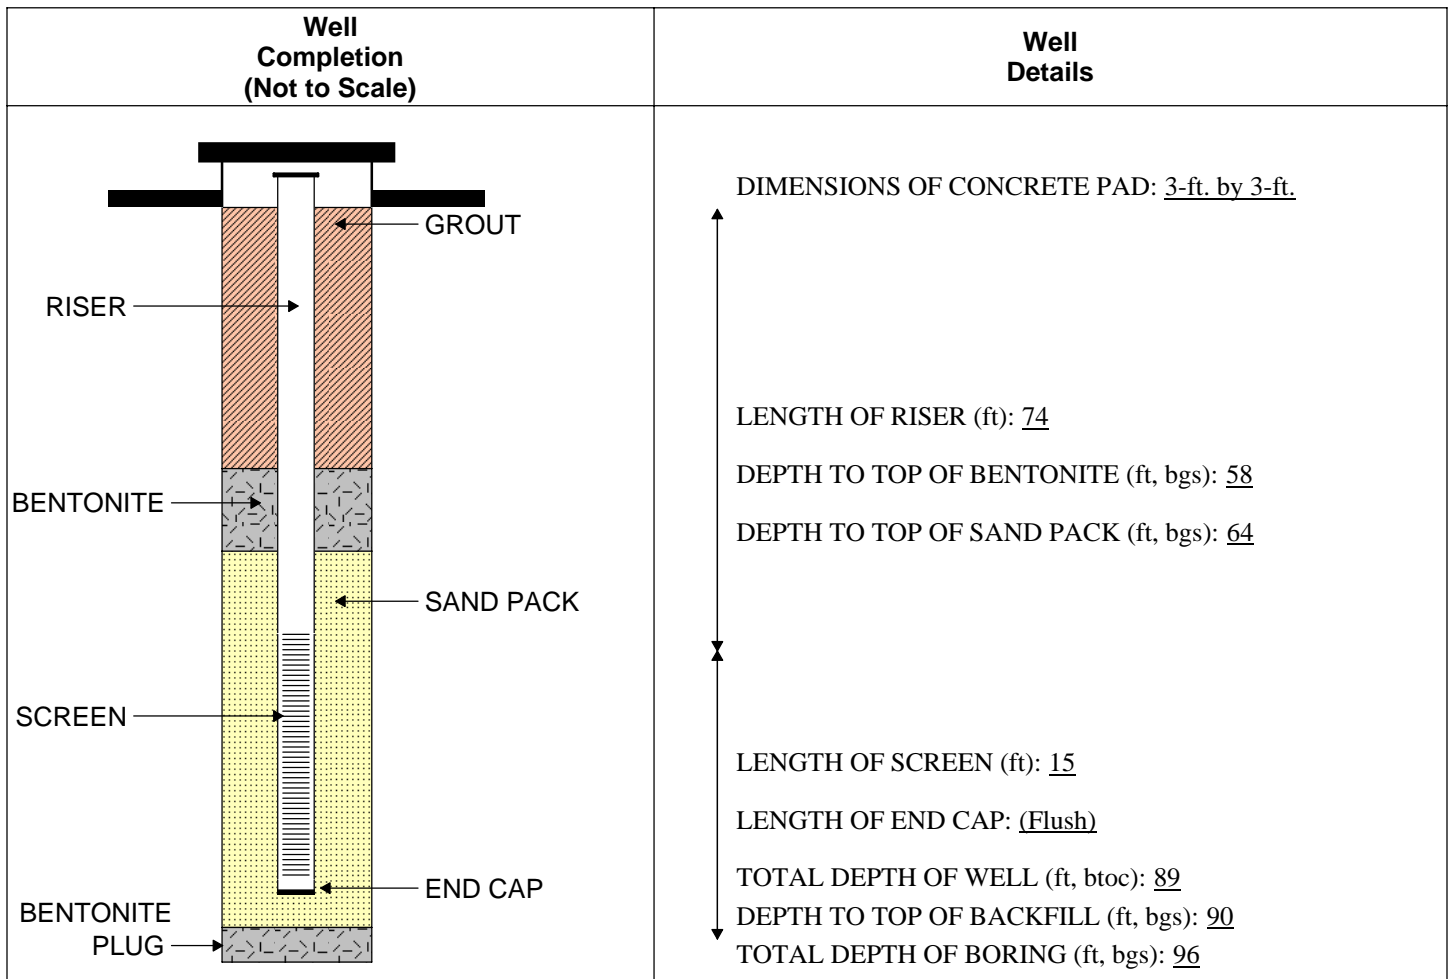 Well
Completion
(Not to Scale)
Well
Details
GROUT
RISER
BENTONITE
SAND PACK
SCREEN
END CAP
BENTONITE
PLUG
DIMENSIONS OF CONCRETE PAD: 3-ft. by 3-ft.
LENGTH OF RISER (ft): 74
DEPTH TO TOP OF BENTONITE (ft, bgs): 58
DEPTH TO TOP OF SAND PACK (ft, bgs): 64
LENGTH OF SCREEN (ft): 15
LENGTH OF END CAP: (Flush)
TOTAL DEPTH OF WELL (ft, btoc): 89
DEPTH TO TOP OF BACKFILL (ft, bgs): 90
TOTAL DEPTH OF BORING (ft, bgs): 96